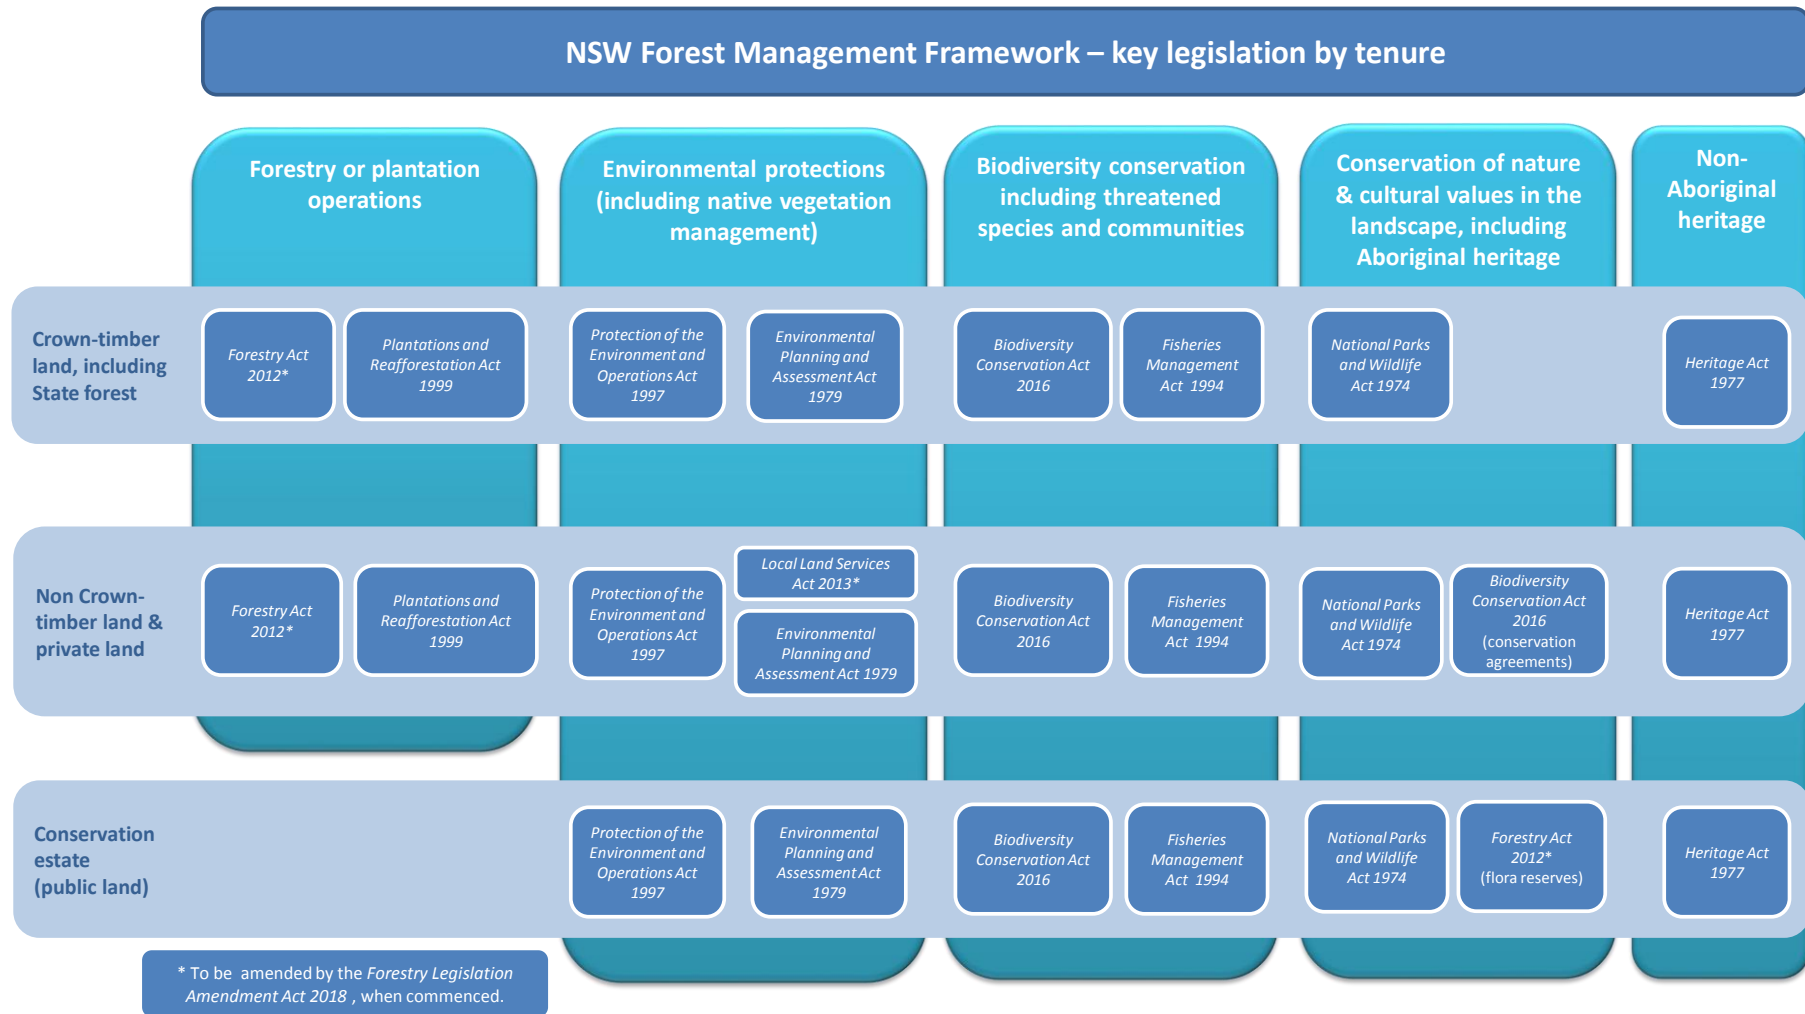 NSW Forest Management Framework – key legislation by tenure
Forestry or plantation
operations
Environmental protections
(including native vegetation
management)
Biodiversity conservation
including threatened
species and communities
Conservation of nature
& cultural values in the
landscape, including
Aboriginal heritage
Non-
Aboriginal
heritage
Crown-timber
land, including
State forest
Forestry Act
2012*
Plantations and
Reafforestation Act
1999
Protection of the
Environment and
Operations Act
1997
Environmental
Planning and
Assessment Act
1979
Biodiversity
Conservation Act
2016
Fisheries
Management
Act 1994
National Parks
and Wildlife
Act 1974
Heritage Act
1977
Non Crown-
timber land &
private land
Forestry Act
2012*
Plantations and
Reafforestation Act
1999
Protection of the
Environment and
Operations Act
1997
Local Land Services
Act 2013*
Environmental
Planning and
Assessment Act 1979
Biodiversity
Conservation Act
2016
Fisheries
Management
Act 1994
National Parks
and Wildlife
Act 1974
Biodiversity
Conservation Act
2016
(conservation
agreements)
Heritage Act
1977
Conservation
estate
(public land)
Protection of the
Environment and
Operations Act
1997
Environmental
Planning and
Assessment Act
1979
Biodiversity
Conservation Act
2016
Fisheries
Management
Act 1994
National Parks
and Wildlife
Act 1974
Forestry Act
2012*
(flora reserves)
Heritage Act
1977
* To be amended by the Forestry Legislation
Amendment Act 2018 , when commenced.